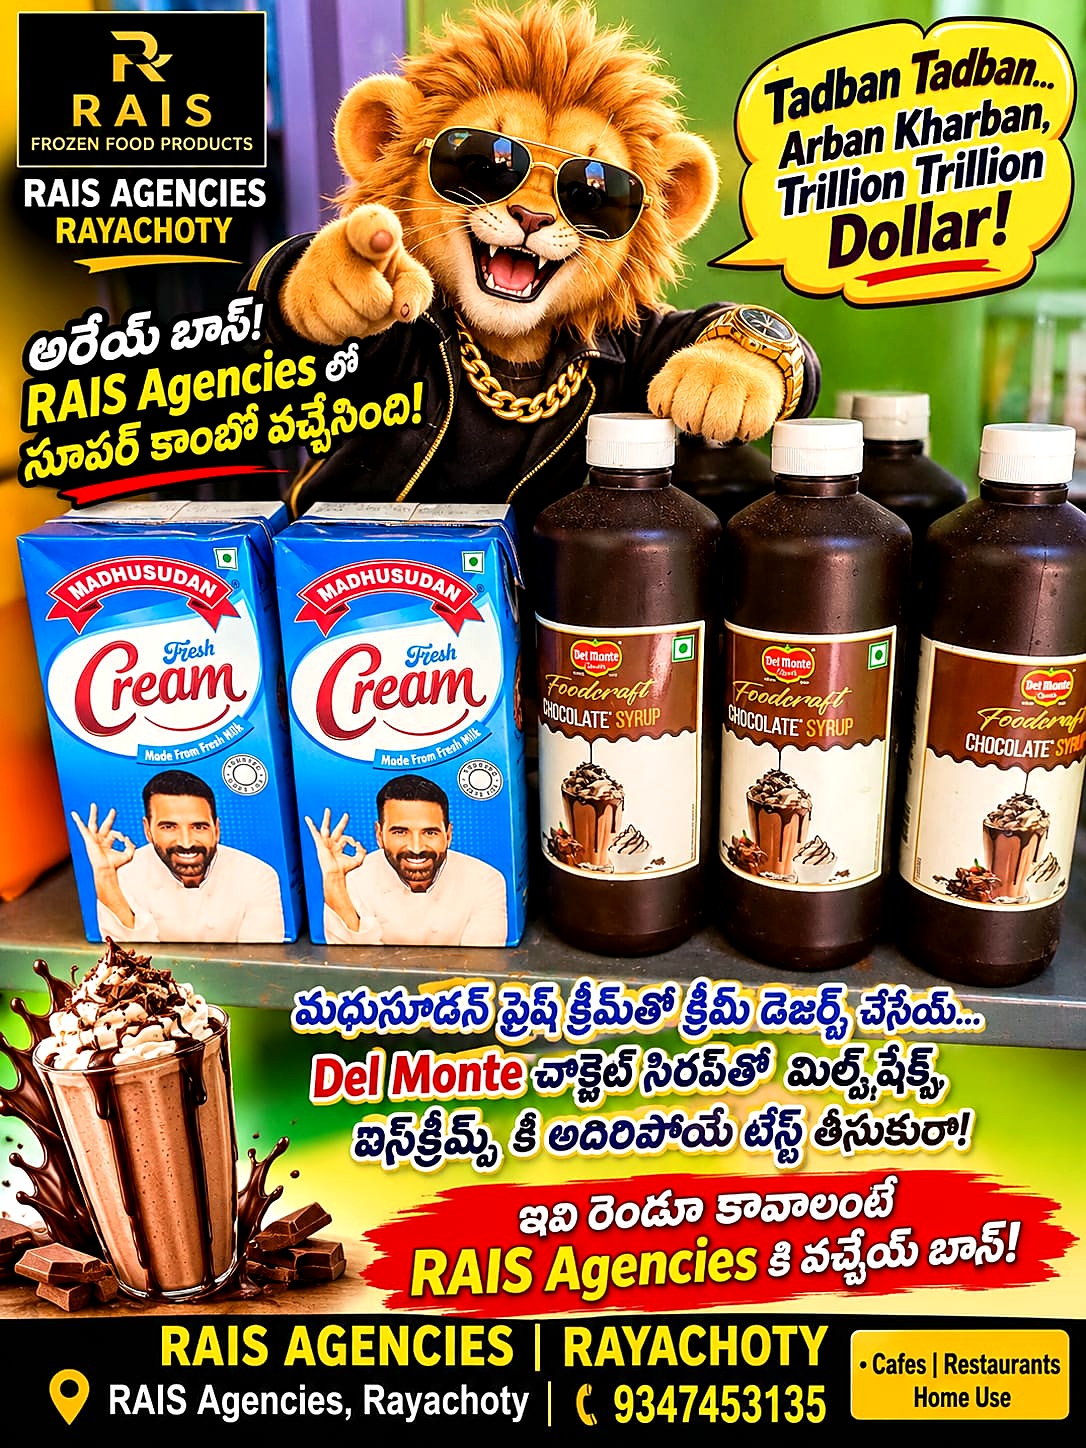 R
RAIS
FROZEN FOOD PRODUCTS
RAIS AGENCIES
RAYACHOTY
Tadban Tadban...
Arban Kharban,
Trillion Trillion
Dollar!
అరేయ్ బాస్!
RAIS Agencies లో
సూపర్ కాంబో వచ్చేసింది!
MADHUSUDAN
Fresh
Cream
Made From Fresh Milk
MADHUSUDAN
Fresh
Cream
Made From Fresh Milk
Del Monte
Foodcraft
CHOCOLATE* SYRUP
Del Monte
Foodcraft
CHOCOLATE* SYRUP
Del Monte
Foodcraft
CHOCOLATE* SYRUP
మధుసూడన్ ఫ్రెష్ క్రీమ్‌తో క్రీమీ డెజర్ట్ చేసేయ్...
Del Monte చాక్లెట్ సిరప్‌తో మిల్క్‌షేక్స్,
ఐస్‌క్రీమ్స్ కీ అదిరిపోయే టేస్ట్ తీసుకురా!
ఇవి రెండూ కావాలంటే
RAIS Agencies కి వచ్చేయ్ బాస్!
RAIS AGENCIES | RAYACHOTY
RAIS Agencies, Rayachoty | 9347453135
• Cafes | Restaurants
Home Use